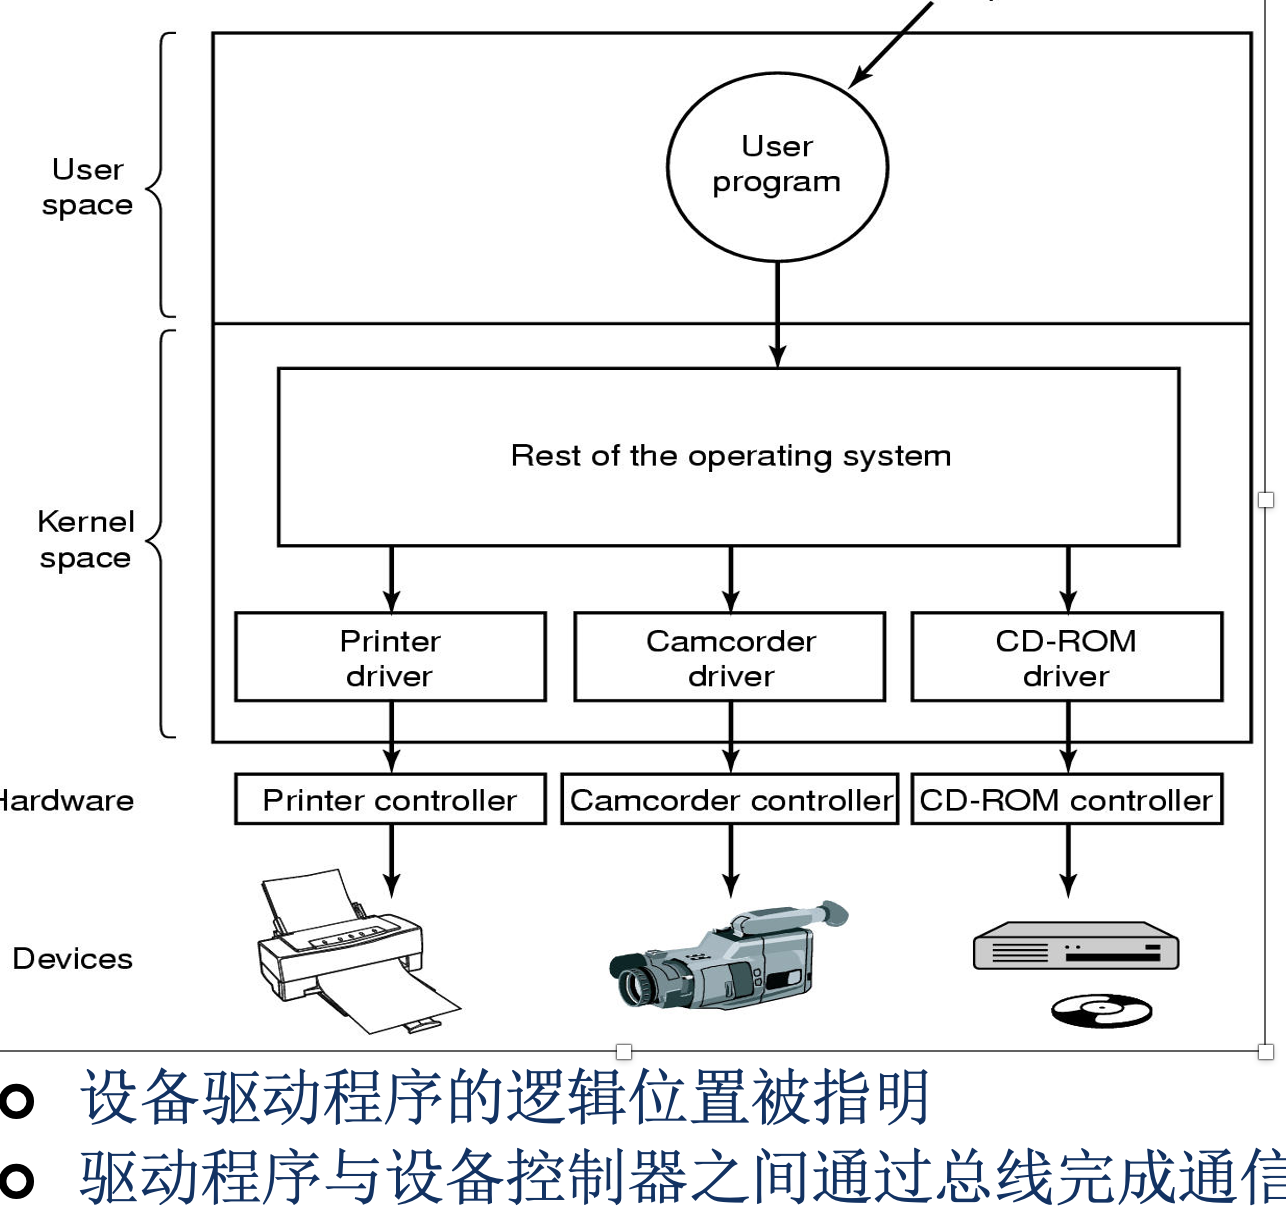 User
program
User
space
Rest of the operating system
Kernel
space
Printer
driver
Camcorder
driver
CD-ROM
driver
Hardware
Printer controller
Camcorder controller
CD-ROM controller
Devices
设备驱动程序的逻辑位置被指明
驱动程序与设备控制器之间通过总线完成通信